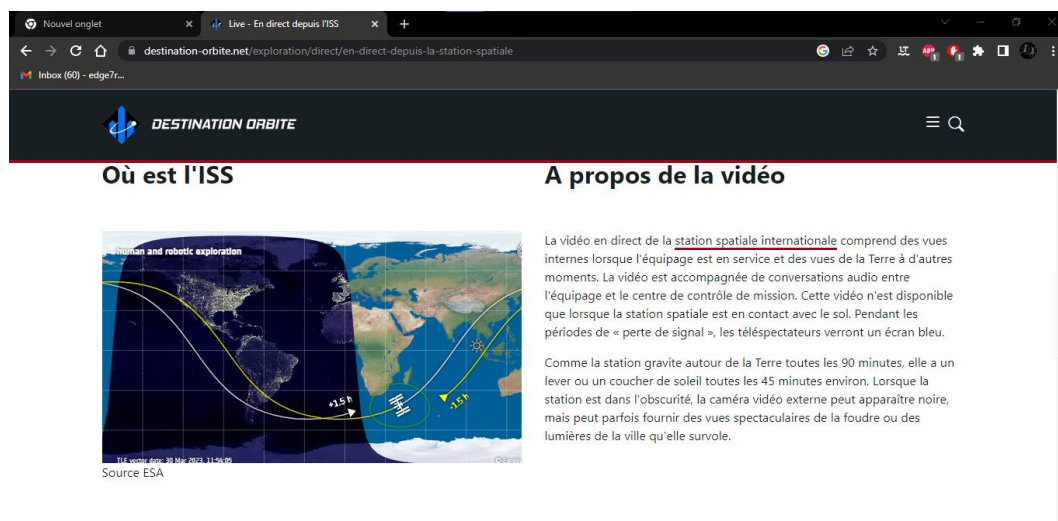 Nouvel onglet
Live - En direct depuis l'ISS
destination-orbite.net/exploration/direct/en-direct-depuis-la-station-spatiale
Inbox (60) - edge7r...
DESTINATION ORBITE
Où est l'ISS
human and robotic exploration
+1.5 h
-1.5 h
TLE vector date: 30 Mar 2023, 11:54:05
Source ESA
A propos de la vidéo
La vidéo en direct de la station spatiale internationale comprend des vues
internes lorsque l'équipage est en service et des vues de la Terre à d'autres
moments. La vidéo est accompagnée de conversations audio entre
l'équipage et le centre de contrôle de mission. Cette vidéo n'est disponible
que lorsque la station spatiale est en contact avec le sol. Pendant les
périodes de « perte de signal », les téléspectateurs verront un écran bleu.
Comme la station gravite autour de la Terre toutes les 90 minutes, elle a un
lever ou un coucher de soleil toutes les 45 minutes environ. Lorsque la
station est dans l'obscurité, la caméra vidéo externe peut apparaître noire,
mais peut parfois fournir des vues spectaculaires de la foudre ou des
lumières de la ville qu'elle survole.